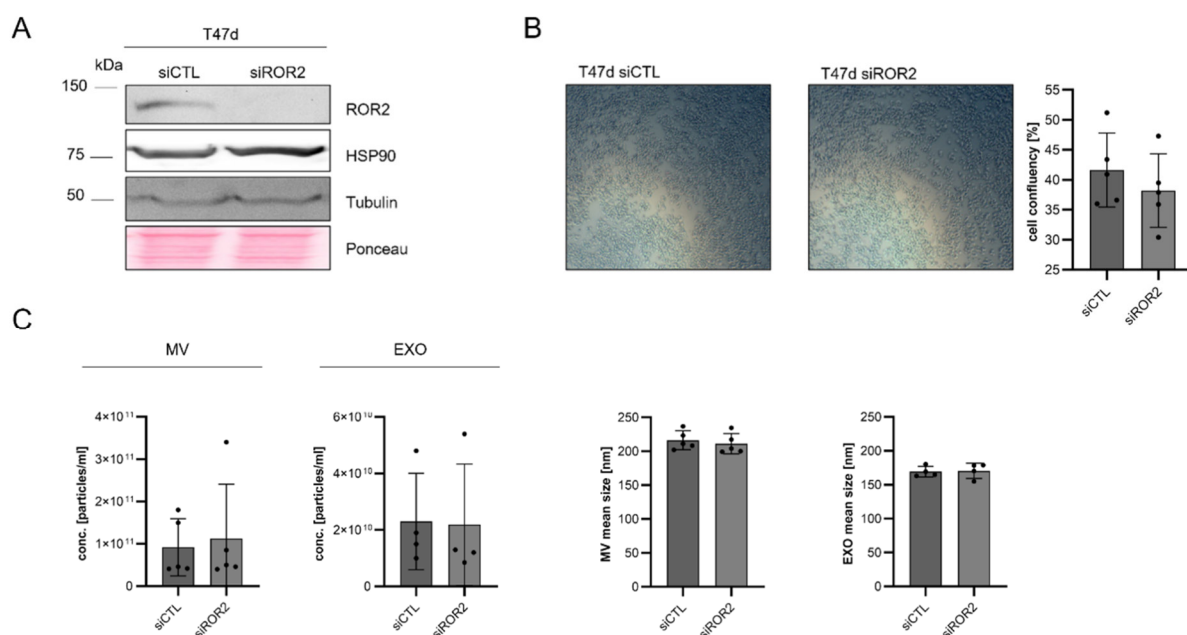 A
T47d
kDa
siCTL
siROR2
150
ROR2
75
HSP90
50
Tubulin
Ponceau
B
T47d siCTL
T47d siROR2
cell confluency [%]
55
50
45
40
35
30
25
siCTL
siROR2
C
MV
EXO
conc. [particles/ml]
4×10¹¹
3×10¹¹
2×10¹¹
1×10¹¹
0
siCTL
siROR2
conc. [particles/ml]
6×10¹⁰
4×10¹⁰
2×10¹⁰
0
siCTL
siROR2
MV mean size [nm]
250
200
150
100
50
0
siCTL
siROR2
EXO mean size [nm]
250
200
150
100
50
0
siCTL
siROR2